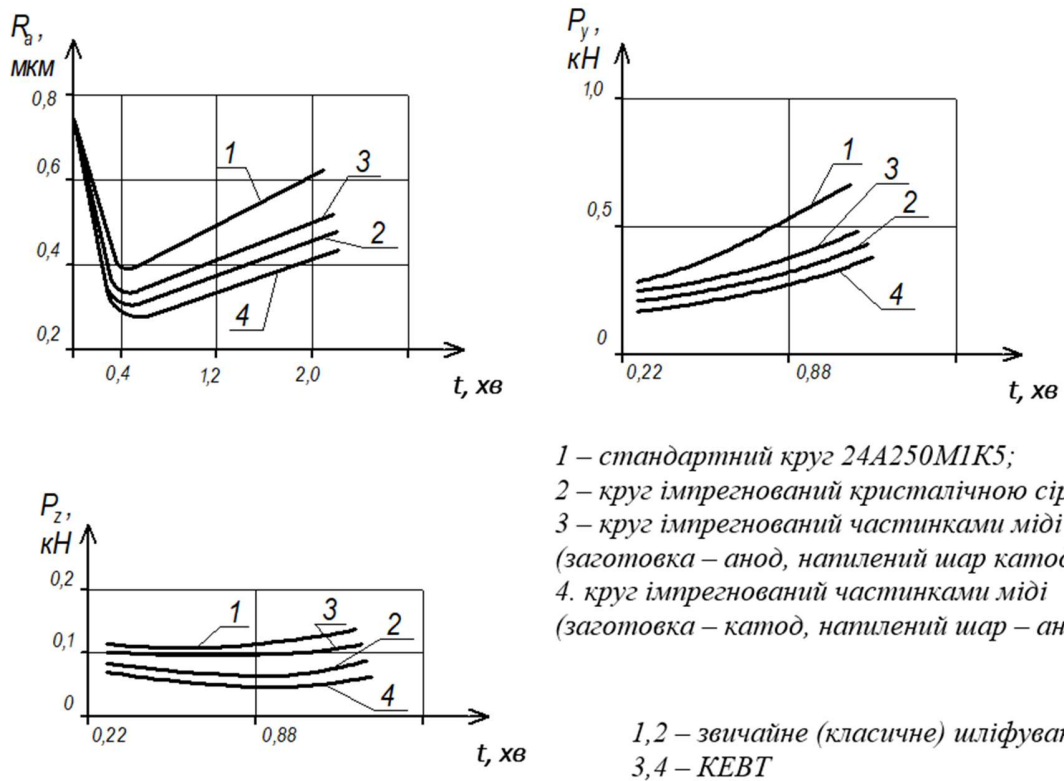 Rₐ,
мкм
0,8
0,6
0,4
0,2
1
3
2
4
0,4 1,2 2,0
t, хв
Pᵧ,
кН
1,0
0,5
0
1
3
2
4
0,22 0,88
t, хв
P_z,
кН
0,2
0,1
0
1
3
2
4
0,22 0,88
t, хв
1 – стандартний круг 24А250М1К5;
2 – круг імпрегнований кристалічною
3 – круг імпрегнований частинками міді
(заготовка – анод, напилений шар
4. круг імпрегнований частинками міді
(заготовка – катод, напилений шар –
1,2 – звичайне (класичне)
3,4 – КЕВТ